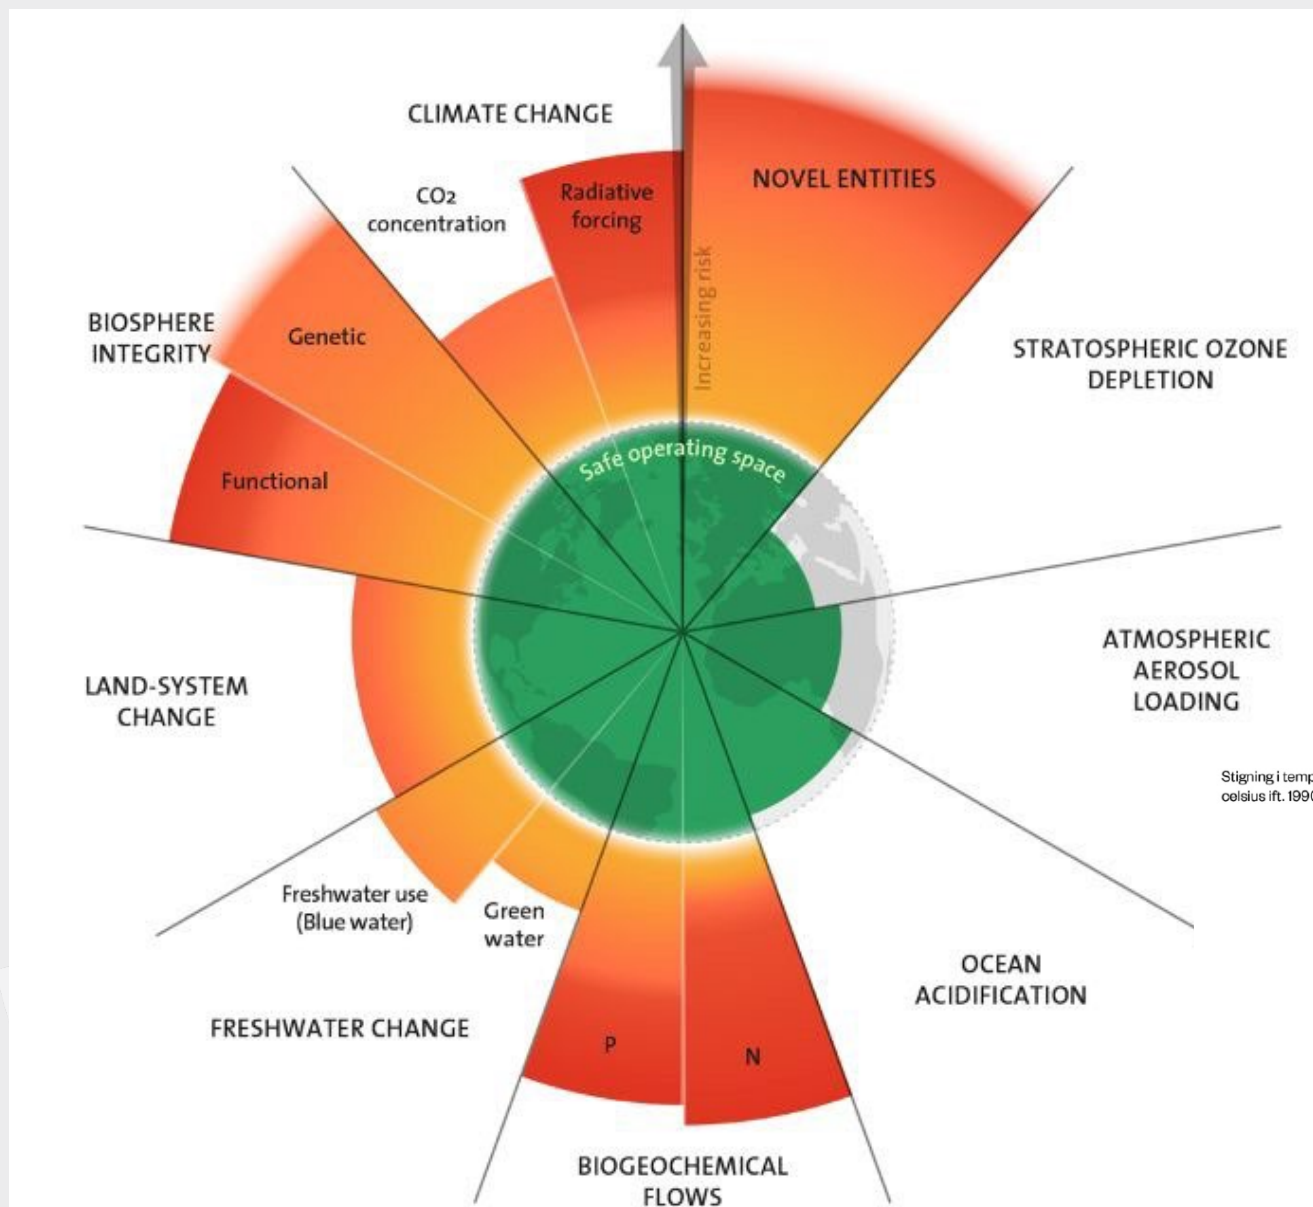 CLIMATE CHANGE
CO2
concentration
Radiative
forcing
NOVEL ENTITIES
Increasing risk
BIOSPHERE
INTEGRITY
Genetic
Functional
STRATOSPHERIC OZONE
DEPLETION
Safe operating space
ATMOSPHERIC
AEROSOL
LOADING
LAND-SYSTEM
CHANGE
Stigning i temp
celsius ift. 1990
Freshwater use
(Blue water)
Green
water
OCEAN
ACIDIFICATION
FRESHWATER CHANGE
P
N
BIOGEOCHEMICAL
FLOWS